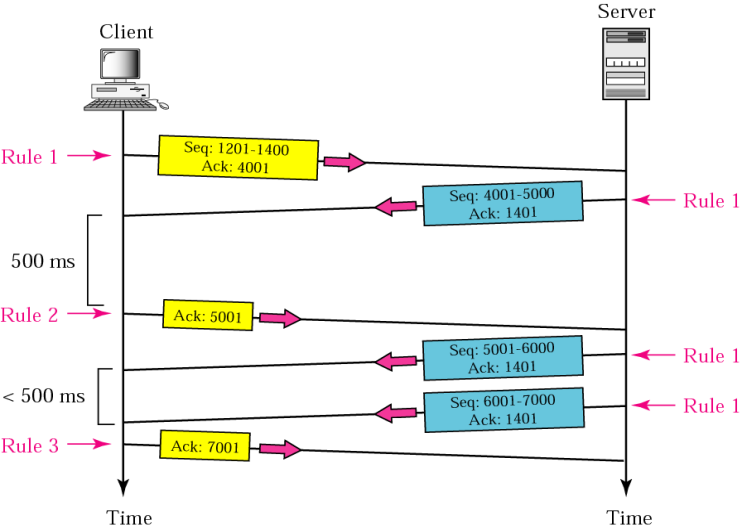 Client
Server
Rule 1
Seq: 1201-1400
Ack: 4001
Seq: 4001-5000
Ack: 1401
Rule 1
500 ms
Rule 2
Ack: 5001
Seq: 5001-6000
Ack: 1401
Rule 1
< 500 ms
Seq: 6001-7000
Ack: 1401
Rule 1
Rule 3
Ack: 7001
Time
Time